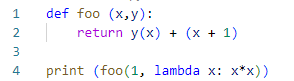 1 def foo (x,y):
2     return y(x) + (x + 1)
3
4 print (foo(1, lambda x: x*x))